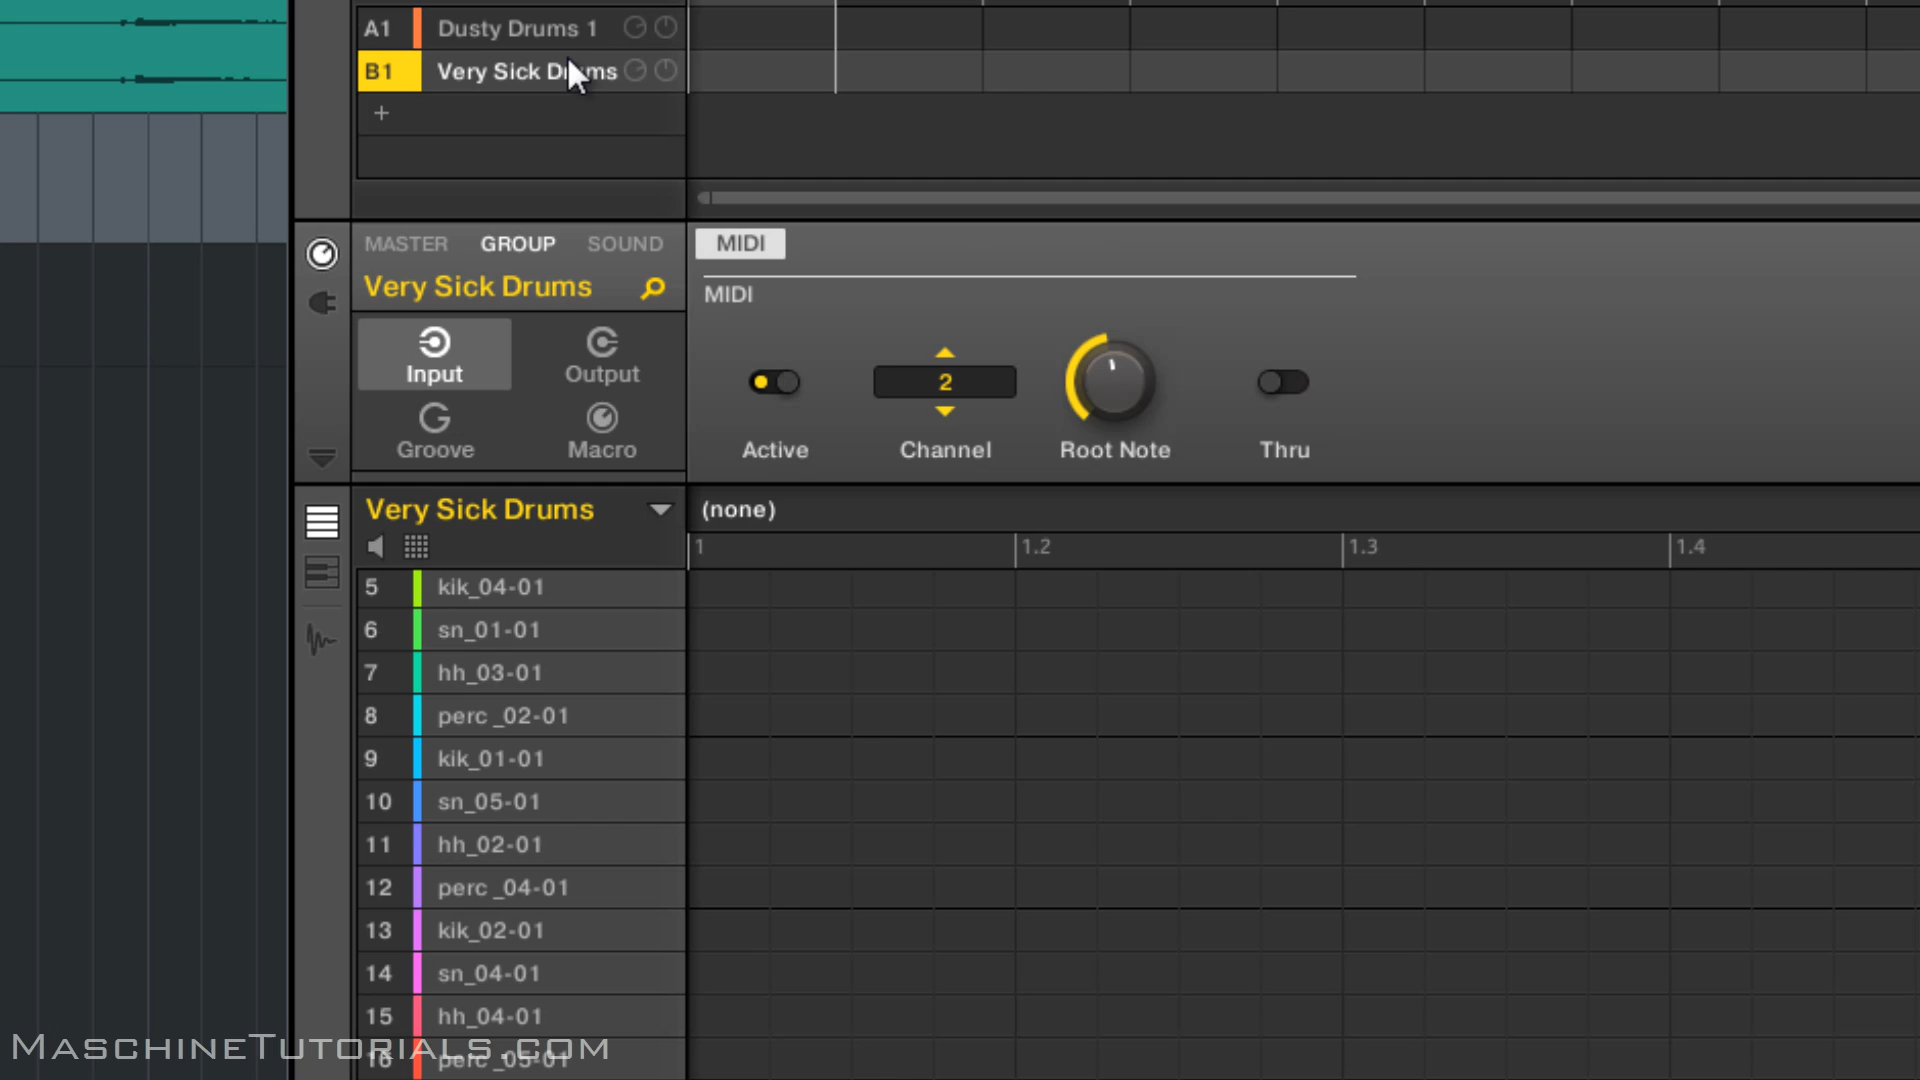 A1 Dusty Drums 1
B1 Very Sick Drums
+
MASTER GROUP SOUND
Very Sick Drums
Input Output
Groove Macro
MIDI
MIDI
2
Active Channel Root Note Thru
Very Sick Drums
(none)
1 1.2 1.3 1.4
5 kik_04-01
6 sn_01-01
7 hh_03-01
8 perc _02-01
9 kik_01-01
10 sn_05-01
11 hh_02-01
12 perc _04-01
13 kik_02-01
14 sn_04-01
15 hh_04-01
16 perc _05-01
MASCHINETUTORIALS.COM